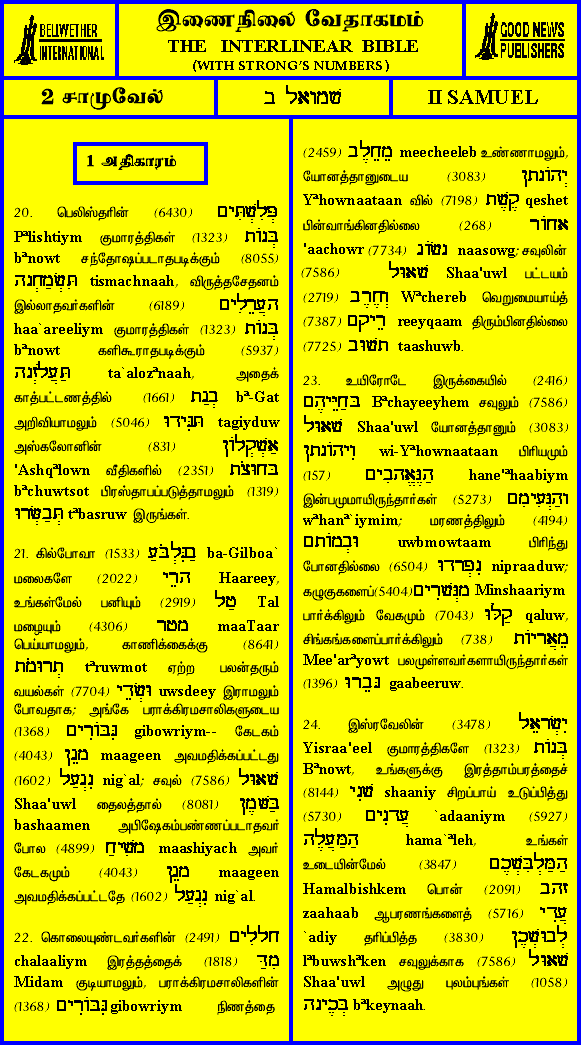 BELLWETHER
INTERNATIONAL
இணைநிலை வேதாகமம்
THE INTERLINEAR BIBLE
(WITH STRONG'S NUMBERS)
GOOD NEWS
PUBLISHERS
2 சாமுவேல்
שמואל ב
II SAMUEL
1 அதிகாரம்
20. பெலிஸ்தரின் (6430) פְּלִשְׁתִּים
Pᵉlishtiym குமாரத்திகள் (1323) בְּנוֹת
bᵉnowt சந்தோஷப்படாதபடிக்கும் (8055)
תִּשְׂמַחְנָה tismachnaah, விருத்தசேதனம்
இல்லாதவர்களின் (6189) הָעֲרֵלִים
haa`areeliym குமாரத்திகள் (1323) בְּנוֹת
bᵉnowt களிகூராதபடிக்கும் (5937)
תַּעֲלֹזְנָה ta`alozᵉnaah, அதைக்
காத்பட்டணத்தில் (1661) בְגַת bᵉ-Gat
அறிவியாமலும் (5046) תַּגִּידוּ tagiyduw
அஸ்கலோனின் (831) אַשְׁקְלוֹן
'Ashqᵉlown வீதிகளில் (2351) בְּחוּצֹת
bᵉchuwtsot பிரஸ்தாபப்படுத்தாமலும் (1319)
תְּבַשְּׂרוּ tᵉbasruw இருங்கள்.
21. கில்போவா (1533) בַגִּלְבֹּעַ ba-Gilboa`
மலைகளே (2022) הָרֵי Haareey,
உங்கள்மேல் பனியும் (2919) טַל Tal
மழையும் (4306) מטר maaTaar
பெய்யாமலும், காணிக்கைக்கு (8641)
תְרוּמֹת tᵉruwmot ஏற்ற பலன்தரும்
வயல்கள் (7704) וּשְׂדֵי uwsdeey இராமலும்
போவதாக; அங்கே பராக்கிரமசாலிகளுடைய
(1368) גִּבּוֹרִים gibowriym-- கேடகம்
(4043) מָגֵן maageen அவமதிக்கப்பட்டது
(1602) נִגְעַל nig`al; சவுல் (7586) שָׁאוּל
Shaa'uwl தைலத்தால் (8081) בַּשָּׁמֶן
bashaamen அபிஷேகம்பண்ணப்படாதவர்
போல (4899) מָשִׁיחַ maashiyach அவர்
கேடகமும் (4043) מָגֵן maageen
அவமதிக்கப்பட்டதே (1602) נִגְעַל nig`al.
22. கொலையுண்டவர்களின் (2491) חללים
chalaaliym இரத்தத்தைக் (1818) מִדַּ
Midam குடியாமலும், பராக்கிரமசாலிகளின்
(1368) גִּבּוֹרִים gibowriym நிணத்தை
(2459) מֵחֵלֶב meecheeleb உண்ணாமலும்,
யோனத்தானுடைய (3083) יְהוֹנָתָן
Yᵉhownaataan வில் (7198) קֶשֶׁת qeshet
பின்வாங்கினதில்லை (268) אחור
'aachowr (7734) נשׂוג naasowg; சவுலின்
(7586) שאוּל Shaa'uwl பட்டயம்
(2719) וְחֶרֶב Wᵉchereb வெறுமையாய்த்
(7387) רֵיקָם reeyqaam திரும்பினதில்லை
(7725) תשוּב taashuwb.
23. உயிரோடே இருக்கையில் (2416)
בְּחַיֵּיהֶם Bᵉchayeeyhem சவுலும் (7586)
שאוּל Shaa'uwl யோனத்தானும் (3083)
וִיהוֹנָתָן wi-Yᵉhownaataan பிரியமும்
(157) הַנֶּאֱהָבִים hane'ᵉhaabiym
இன்பமுமாயிருந்தார்கள் (5273) וְהַנְּעִימִם
wᵉhanᵉ`iymim; மரணத்திலும் (4194)
וּבְמוֹתָם uwbmowtaam பிரிந்து
போனதில்லை (6504) נִפְרָדוּ nipraaduw;
கழுகுகளைப்(5404) מִנְּשָׁרִים Minshaariym
பார்க்கிலும் வேகமும் (7043) קַלּוּ qaluw,
சிங்கங்களைப்பார்க்கிலும் (738) מֵאֲרָיוֹת
Mee'arᵃyowt பலமுள்ளவர்களாயிருந்தார்கள்
(1396) גָּבֵרוּ gaabeeruw.
24. இஸ்ரவேலின் (3478) יִשְׂרָאֵל
Yisraa'eel குமாரத்திகளே (1323) בְּנוֹת
Bᵉnowt, உங்களுக்கு இரத்தாம்பரத்தைச்
(8144) שָׁנִי shaaniy சிறப்பாய் உடுப்பித்து
(5730) עֲדָנִים `adaaniym (5927)
הַמַּעֲלֶה hama`ᵃleh, உங்கள்
உடையின்மேல் (3847) הַמַּלְבִּשְׁכֶם
Hamalbishkem பொன் (2091) זהב
zaahaab ஆபரணங்களைத் (5716) עֲדִי
`adiy தரிப்பித்த (3830) לְבוּשְׁכֶן
lᵉbuwshᵉken சவுலுக்காக (7586) שָׁאוּל
Shaa'uwl அழுது புலம்புங்கள் (1058)
בְּכֶינָה bᵉkeynaah.